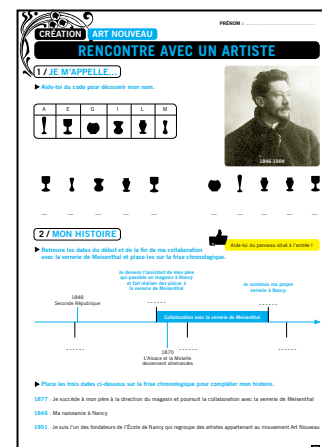 PRÉNOM :
CRÉATION ART NOUVEAU
RENCONTRE AVEC UN ARTISTE
1 / JE M'APPELLE...
Aide-toi du code pour découvrir mon nom.
A E G I L M
1846-1904
2 / MON HISTOIRE
Aide-toi du panneau situé à l'entrée !
Retrouve les dates du début et de la fin de ma collaboration
avec la verrerie de Meisenthal et place-les sur la frise chronologique.
Je deviens l'assistant de mon père
qui possède un magasin à Nancy
et fait réaliser des pièces à
la verrerie de Meisenthal
Je construis ma propre
verrerie à Nancy
1848
Seconde République
Collaboration avec la verrerie de Meisenthal
1870
L'Alsace et la Moselle
deviennent allemandes
Place les trois dates ci-dessous sur la frise chronologique pour compléter mon histoire.
1877 : Je succède à mon père à la direction du magasin et poursuit la collaboration avec la verrerie de Meisenthal
1846 : Ma naissance à Nancy
1901 : Je suis l'un des fondateurs de l'École de Nancy qui regroupe des artistes appartenant au mouvement Art Nouveau